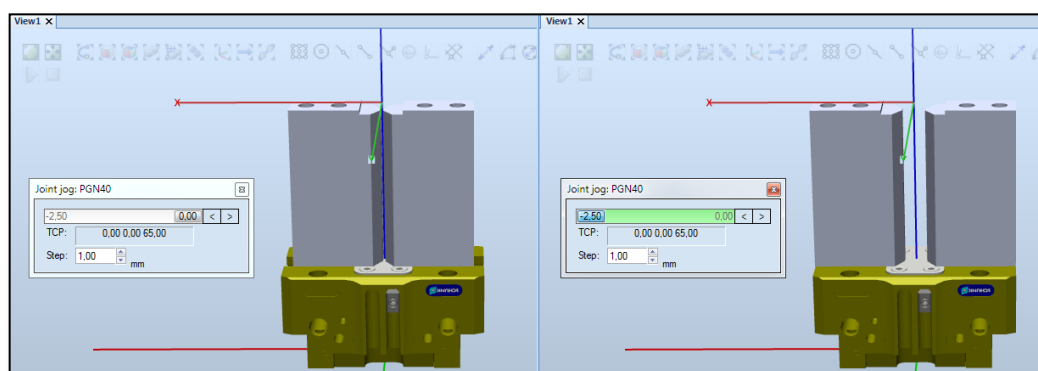 View1 X
X
Joint jog: PGN40
-2,50 0,00 < >
TCP: 0,00 0,00 65,00
Step: 1,00 mm
SCHUNK
View1 X
X
Joint jog: PGN40
-2,50 0,00 < >
TCP: 0,00 0,00 65,00
Step: 1,00 mm
SCHUNK